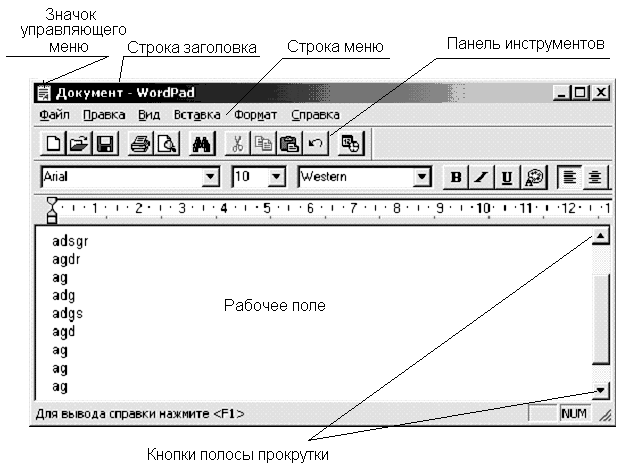 Значок
управляющего
меню
Строка заголовка
Строка меню
Панель инструментов
Документ - WordPad
Файл Правка Вид Вставка Формат Справка
Arial 10 Western B I U
1 2 3 4 5 6 7 8 9 10 11 12 1
adsgr
agdr
ag
adg
adgs
agd
ag
ag
ag
Рабочее поле
Для вывода справки нажмите <F1> NUM
Кнопки полосы прокрутки